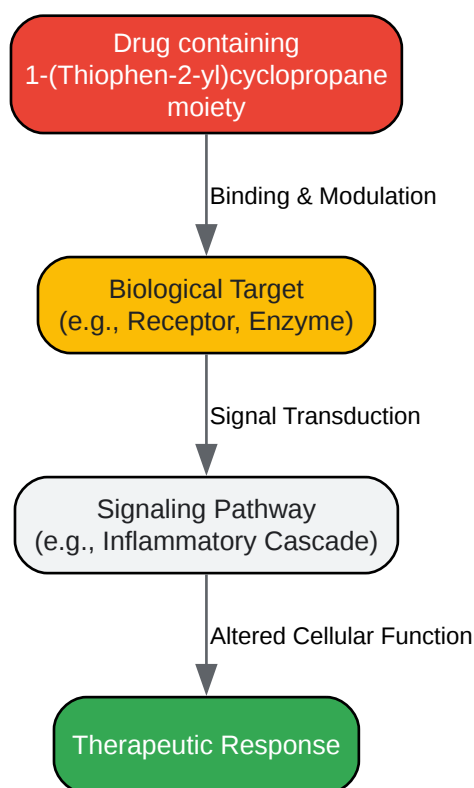 Drug containing
1-(Thiophen-2-yl)cyclopropane
moiety
Binding & Modulation
Biological Target
(e.g., Receptor, Enzyme)
Signal Transduction
Signaling Pathway
(e.g., Inflammatory Cascade)
Altered Cellular Function
Therapeutic Response